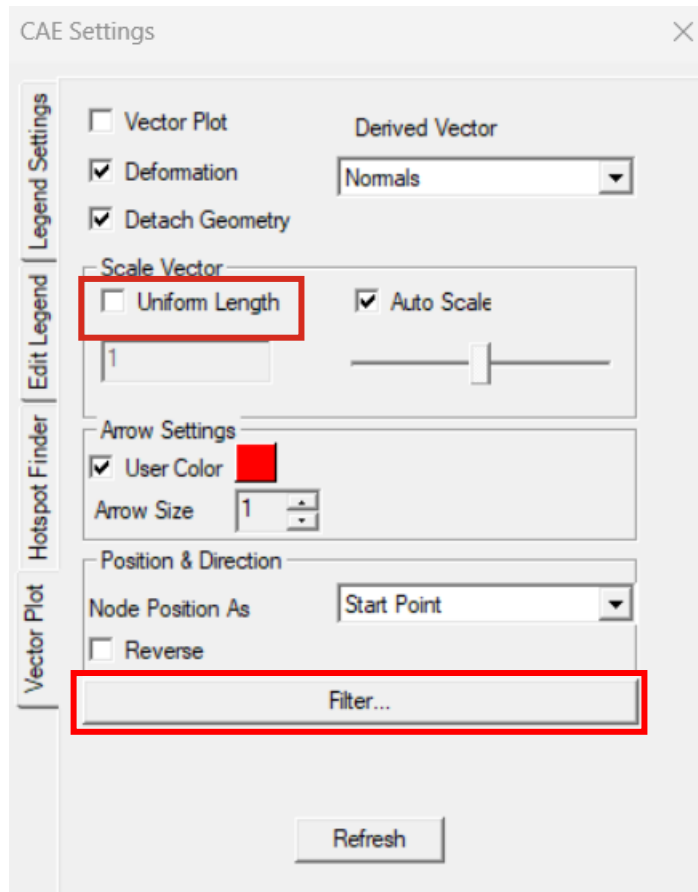 CAE Settings
Legend Settings
Edit Legend
Hotspot Finder
Vector Plot
Vector Plot
Derived Vector
Deformation
Normals
Detach Geometry
Scale Vector
Uniform Length
Auto Scale
1
Arrow Settings
User Color
Arrow Size
1
Position & Direction
Node Position As
Start Point
Reverse
Filter...
Refresh